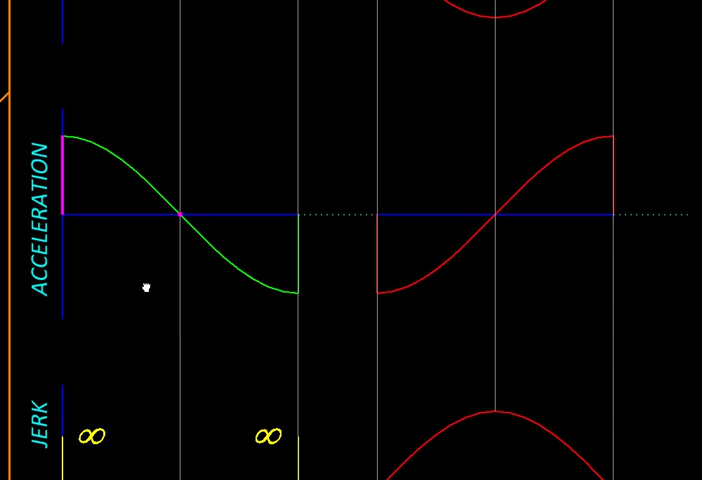 ACCELERATION
JERK
∞ ∞